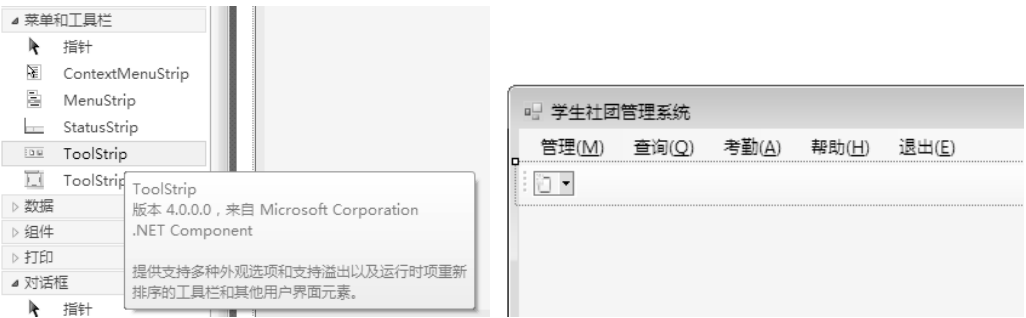 菜单和工具栏
指针
ContextMenuStrip
MenuStrip
StatusStrip
ToolStrip
ToolStrip
数据
组件
打印
对话框
指针
ToolStrip
版本 4.0.0.0，来自 Microsoft Corporation
.NET Component
提供支持多种外观选项和支持溢出以及运行时项重新
排序的工具栏和其他用户界面元素。
学生社团管理系统
管理(M) 查询(Q) 考勤(A) 帮助(H) 退出(E)